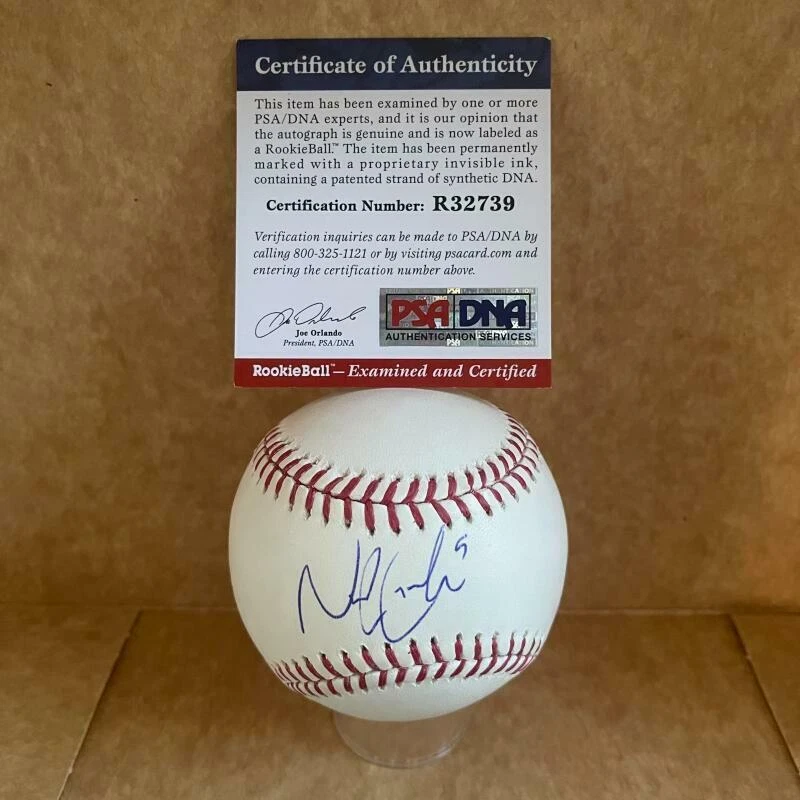 Certificate of Authenticity
This item has been examined by one or more
PSA/DNA experts, and it is our opinion that
the autograph is genuine and is now labeled as
a RookieBall.™ The item has been permanently
marked with a proprietary invisible ink,
containing a patented strand of synthetic DNA.
Certification Number: R32739
Verification inquiries can be made to PSA/DNA by
calling 800-325-1121 or by visiting psacard.com and
entering the certification number above.
Joe Orlando
President, PSA/DNA
PSA DNA
AUTHENTICATION SERVICES
RookieBall™— Examined and Certified
9